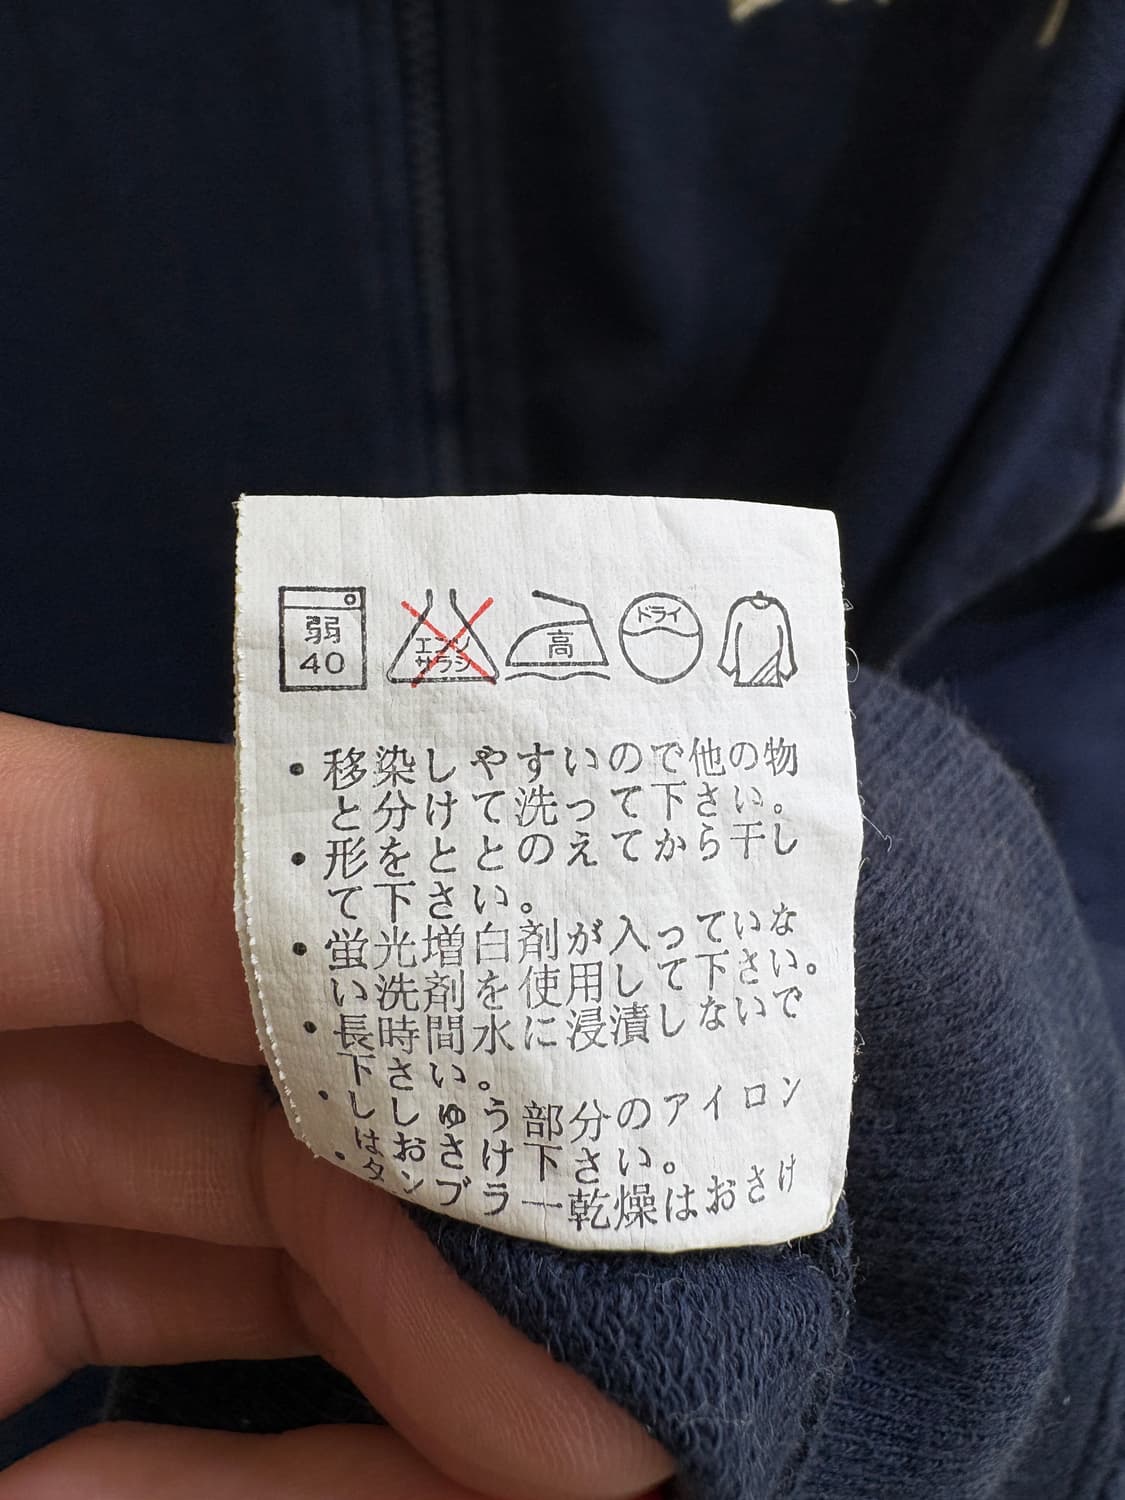 弱
40
エンソ
サラシ
高
ドライ
・移染しやすいので他の物
と分けて洗って下さい。
・形をととのえてから干し
て下さい。
・蛍光増白剤が入っていな
い洗剤を使用して下さい。
・長時間水に浸漬しないで
下さい。
・ししゅう部分のアイロン
はおさけ下さい。
・タンブラー乾燥はおさけ